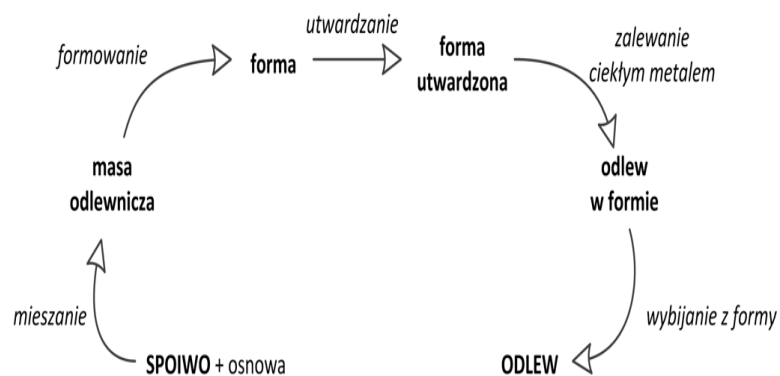 utwardzanie
formowanie
forma
forma
utwardzona
zalewanie
ciekłym metalem
masa
odlewnicza
odlew
w formie
mieszanie
wybijanie z formy
SPOIWO + osnowa
ODLEW